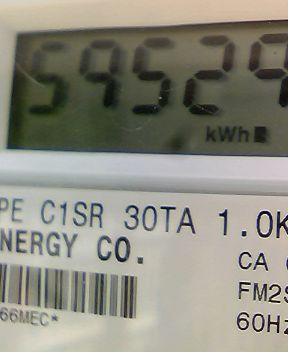 59529
kWh
PE C1SR 30TA 1.0K
NERGY CO.
CA
FM2S
66MEC*
60Hz